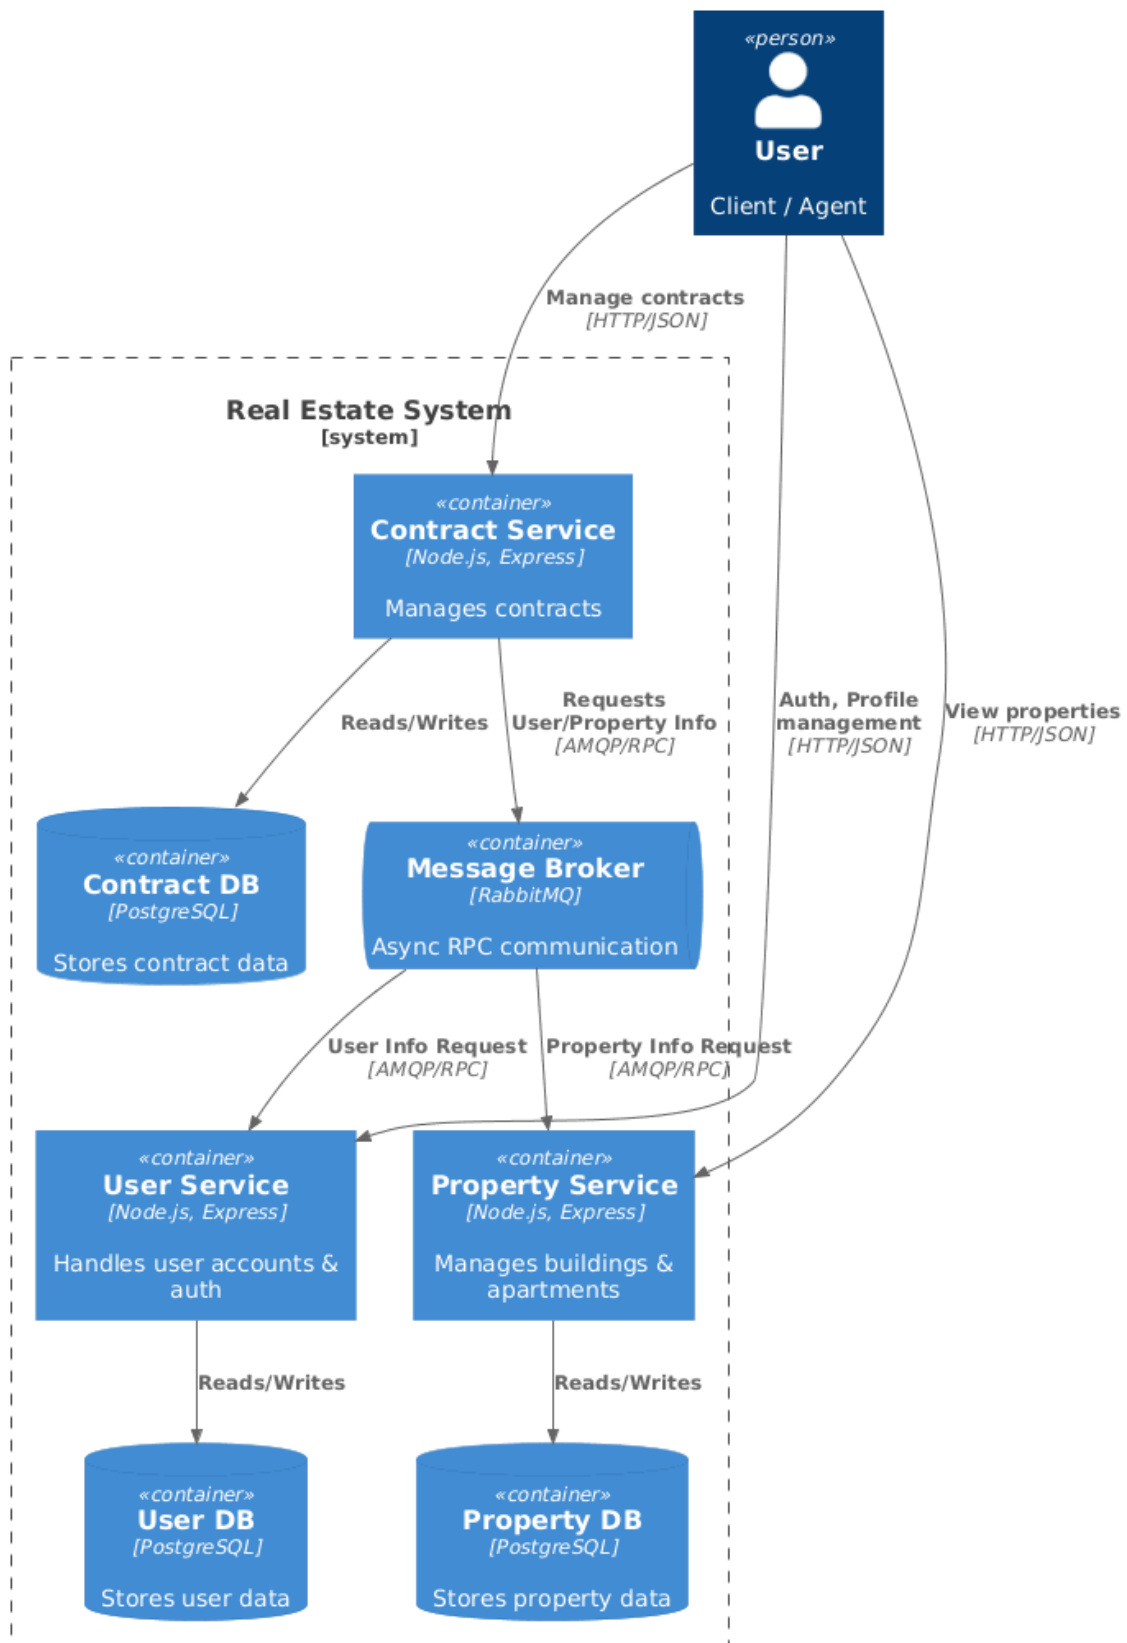 «person»
User
Client / Agent
Manage contracts
[HTTP/JSON]
Real Estate System
[system]
«container»
Contract Service
[Node.js, Express]
Manages contracts
Reads/Writes
Requests
User/Property Info
[AMQP/RPC]
Auth, Profile
management
[HTTP/JSON]
View properties
[HTTP/JSON]
«container»
Contract DB
[PostgreSQL]
Stores contract data
«container»
Message Broker
[RabbitMQ]
Async RPC communication
User Info Request
[AMQP/RPC]
Property Info Request
[AMQP/RPC]
«container»
User Service
[Node.js, Express]
Handles user accounts &
auth
«container»
Property Service
[Node.js, Express]
Manages buildings &
apartments
Reads/Writes
Reads/Writes
«container»
User DB
[PostgreSQL]
Stores user data
«container»
Property DB
[PostgreSQL]
Stores property data